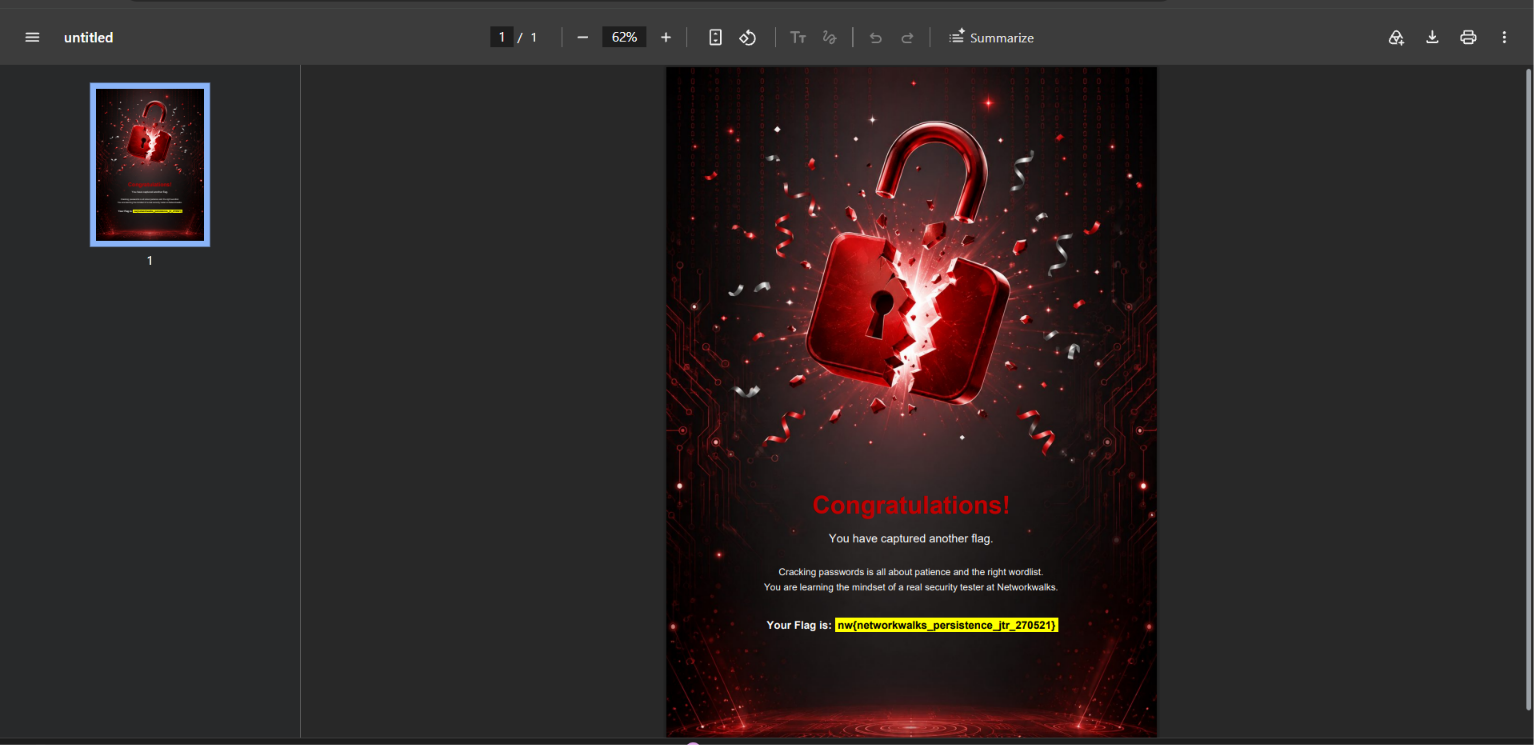 untitled
1 / 1
62%
Summarize
1
Congratulations!
You have captured another flag.
Cracking passwords is all about patience and the right wordlist.
You are learning the mindset of a real security tester at Networkwalks.
Your Flag is: nw{networkwalks_persistence_jtr_270521}